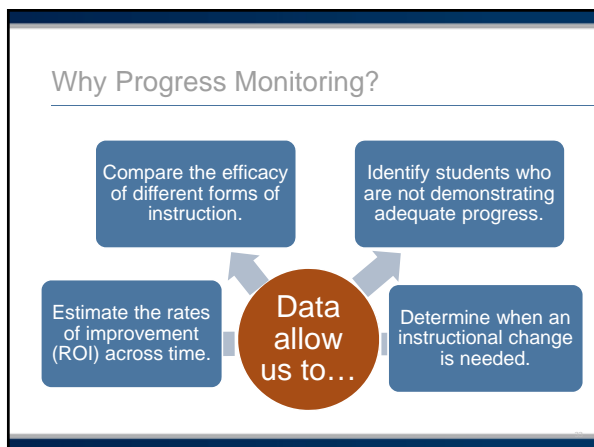 Why Progress Monitoring?
Compare the efficacy
of different forms of
instruction.
Identify students who
are not demonstrating
adequate progress.
Estimate the rates
of improvement
(ROI) across time.
Data
allow
us to…
Determine when an
instructional change
is needed.